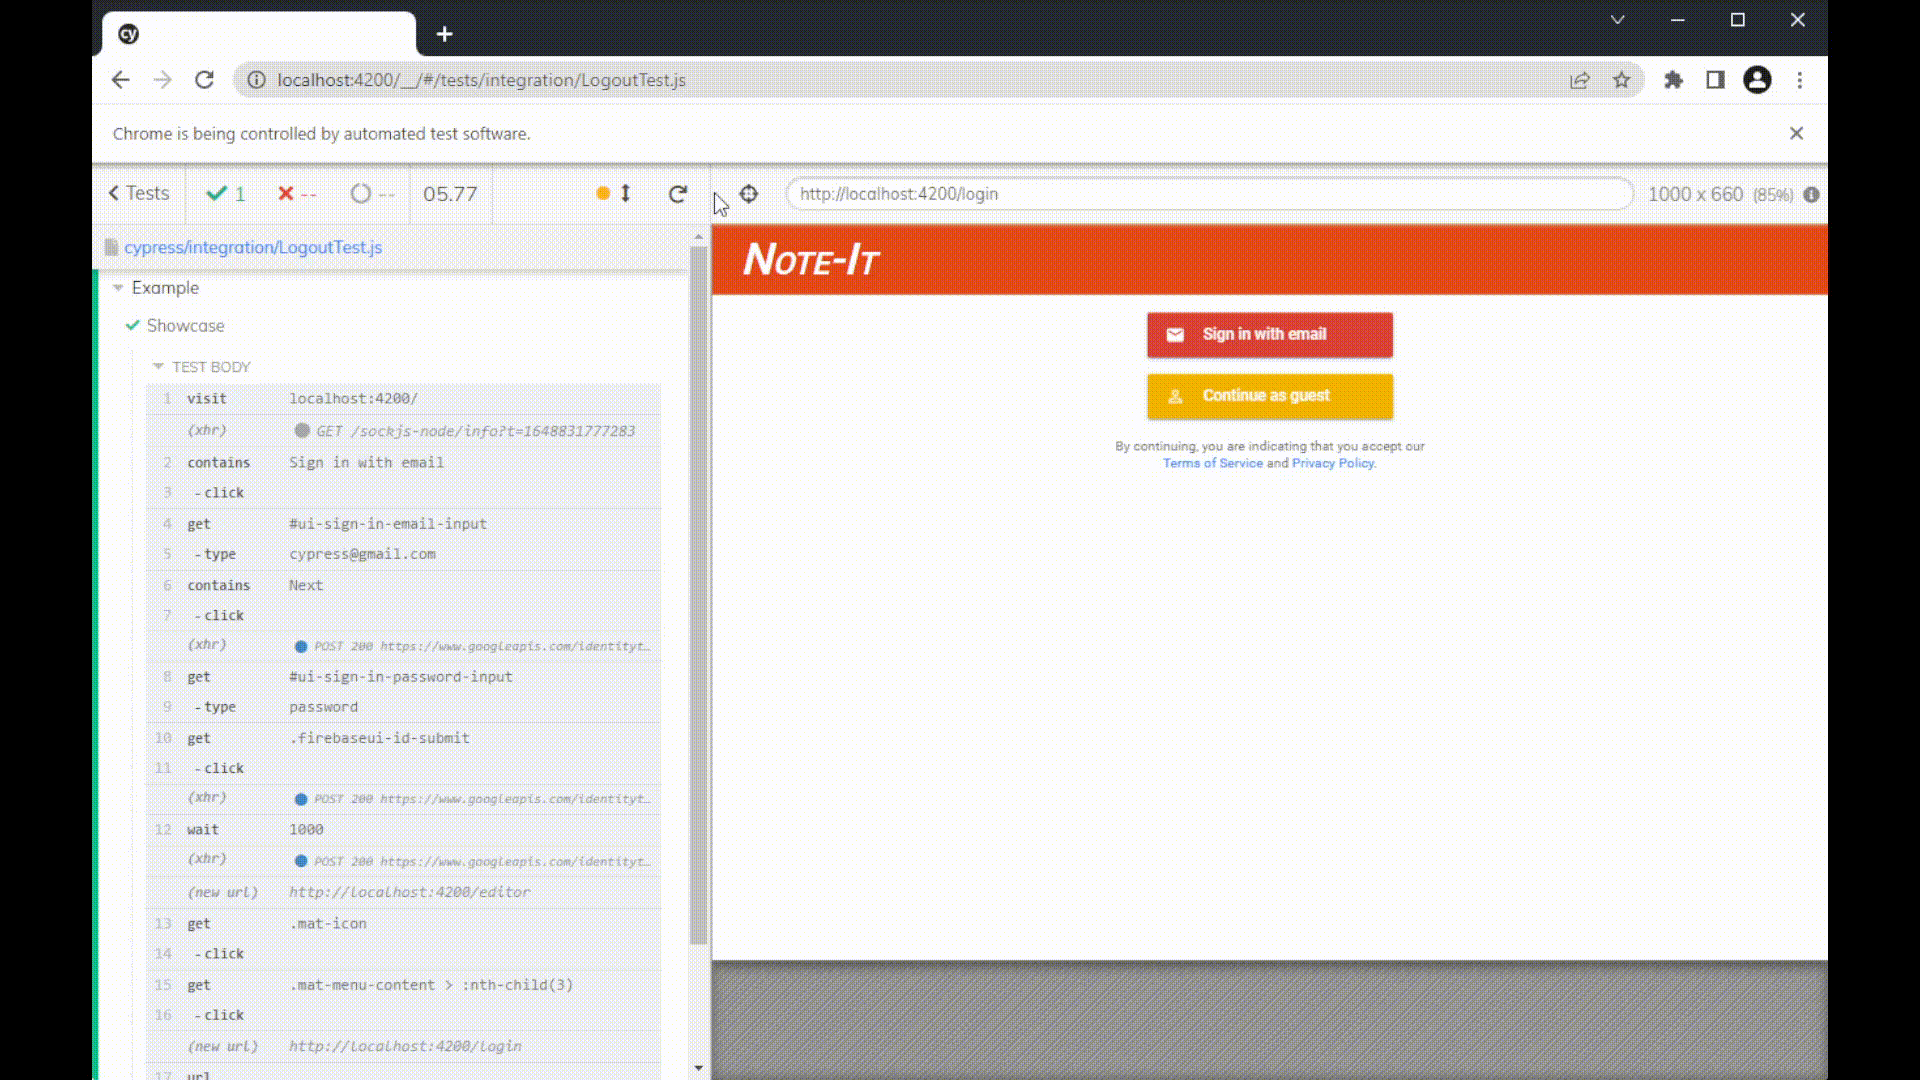 cy
localhost:4200/__/#/tests/integration/LogoutTest.js
Chrome is being controlled by automated test software.
Tests 1 -- -- 05.77
http://localhost:4200/login 1000 x 660 (85%)
cypress/integration/LogoutTest.js
Example
Showcase
TEST BODY
1 visit localhost:4200/
(xhr) GET /sockjs-node/info?t=1648831777283
2 contains Sign in with email
3 -click
4 get #ui-sign-in-email-input
5 -type cypress@gmail.com
6 contains Next
7 -click
(xhr) POST 200 https://www.googleapis.com/identityt…
8 get #ui-sign-in-password-input
9 -type password
10 get .firebaseui-id-submit
11 -click
(xhr) POST 200 https://www.googleapis.com/identityt…
12 wait 1000
(xhr) POST 200 https://www.googleapis.com/identityt…
(new url) http://localhost:4200/editor
13 get .mat-icon
14 -click
15 get .mat-menu-content > :nth-child(3)
16 -click
(new url) http://localhost:4200/login
17 url
NOTE-IT
Sign in with email
Continue as guest
By continuing, you are indicating that you accept our
Terms of Service and Privacy Policy.